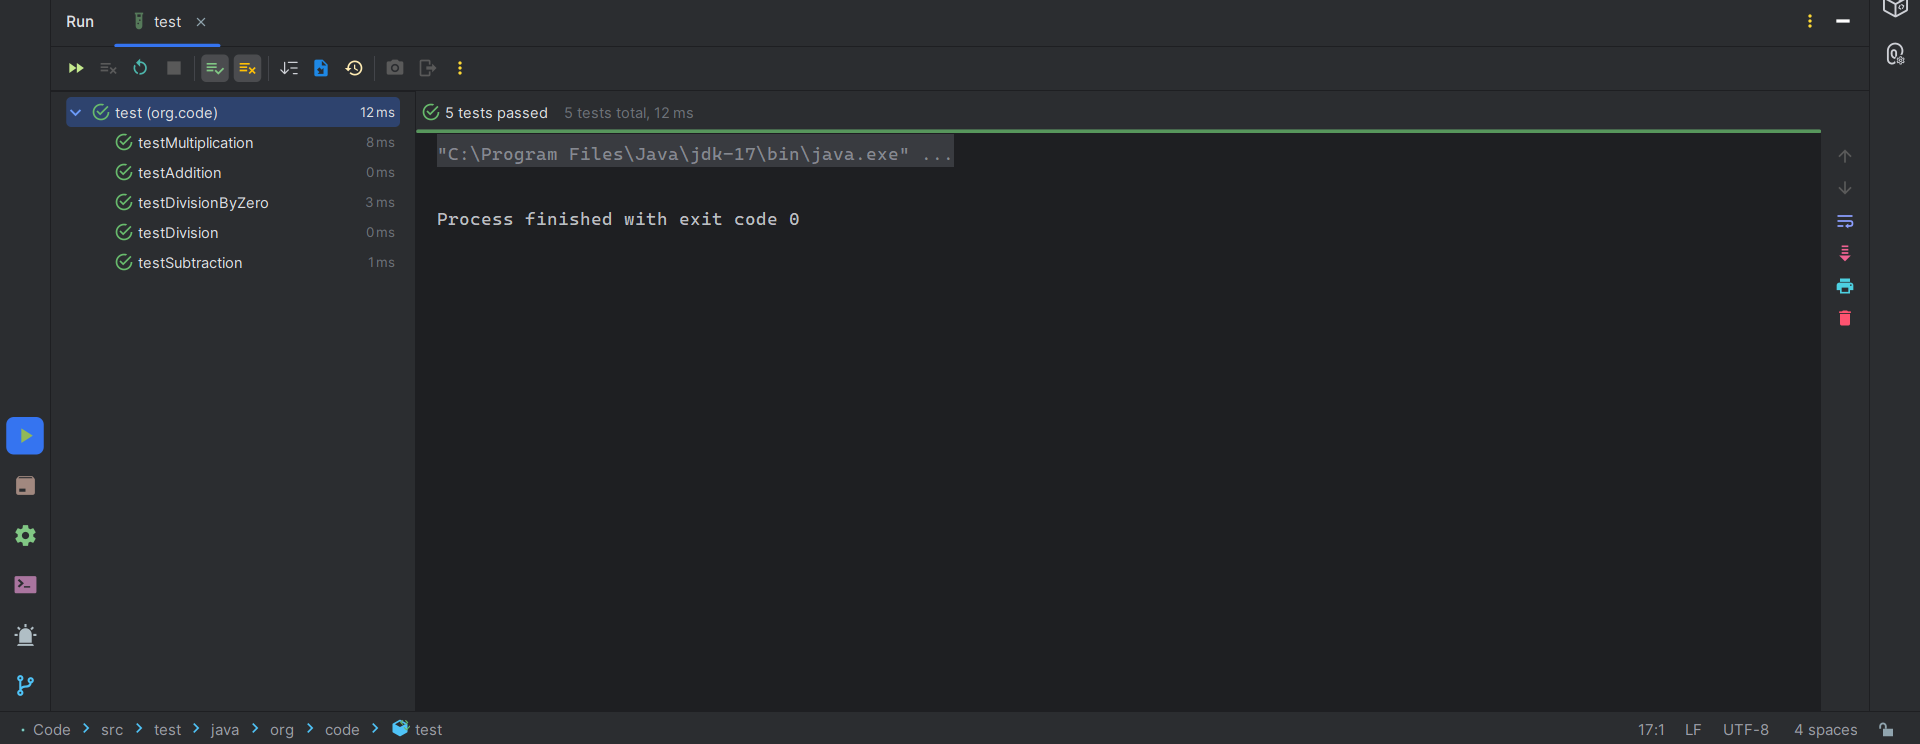 Run test
test (org.code) 12 ms
testMultiplication 8 ms
testAddition 0 ms
testDivisionByZero 3 ms
testDivision 0 ms
testSubtraction 1 ms
5 tests passed 5 tests total, 12 ms
"C:\Program Files\Java\jdk-17\bin\java.exe" ...
Process finished with exit code 0
Code > src > test > java > org > code > test 17:1 LF UTF-8 4 spaces